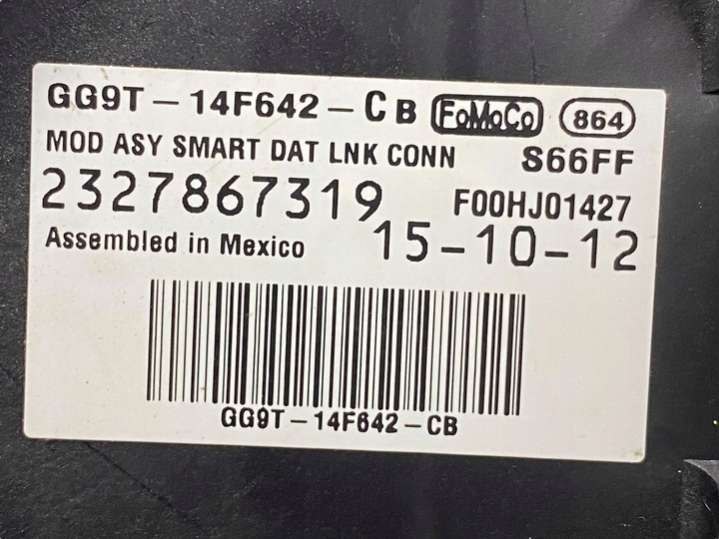 GG9T-14F642-CB FoMoCo 864
MOD ASY SMART DAT LNK CONN S66FF
2327867319 F00HJ01427
Assembled in Mexico 15-10-12
GG9T-14F642-CB